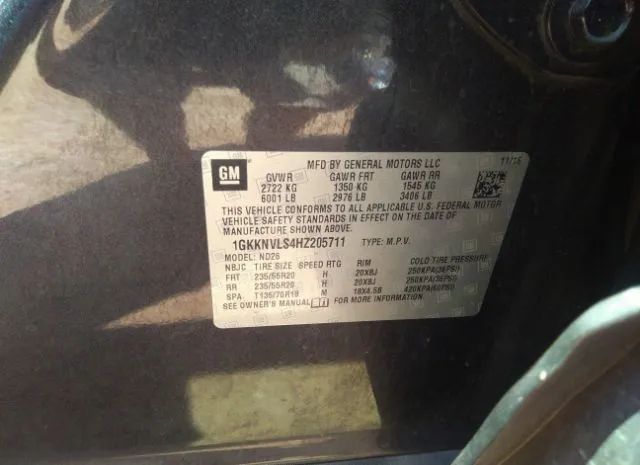 GM
MFD BY GENERAL MOTORS LLC 11/16
GVWR GAWR FRT GAWR RR
2722 KG 1350 KG 1545 KG
6001 LB 2976 LB 3406 LB
THIS VEHICLE CONFORMS TO ALL APPLICABLE U.S. FEDERAL MOTOR
VEHICLE SAFETY STANDARDS IN EFFECT ON THE DATE OF
MANUFACTURE SHOWN ABOVE.
1GKKNVLS4HZ205711 TYPE: M.P.V.
MODEL: ND26
NBJC TIRE SIZE SPEED RTG RIM COLD TIRE PRESSURE
FRT 235/55R20 H 20X8J 250KPA(36PSI)
RR 235/55R20 H 20X8J 250KPA(36PSI)
SPA T135/70R18 M 18X4.5B 420KPA(60PSI)
SEE OWNER'S MANUAL